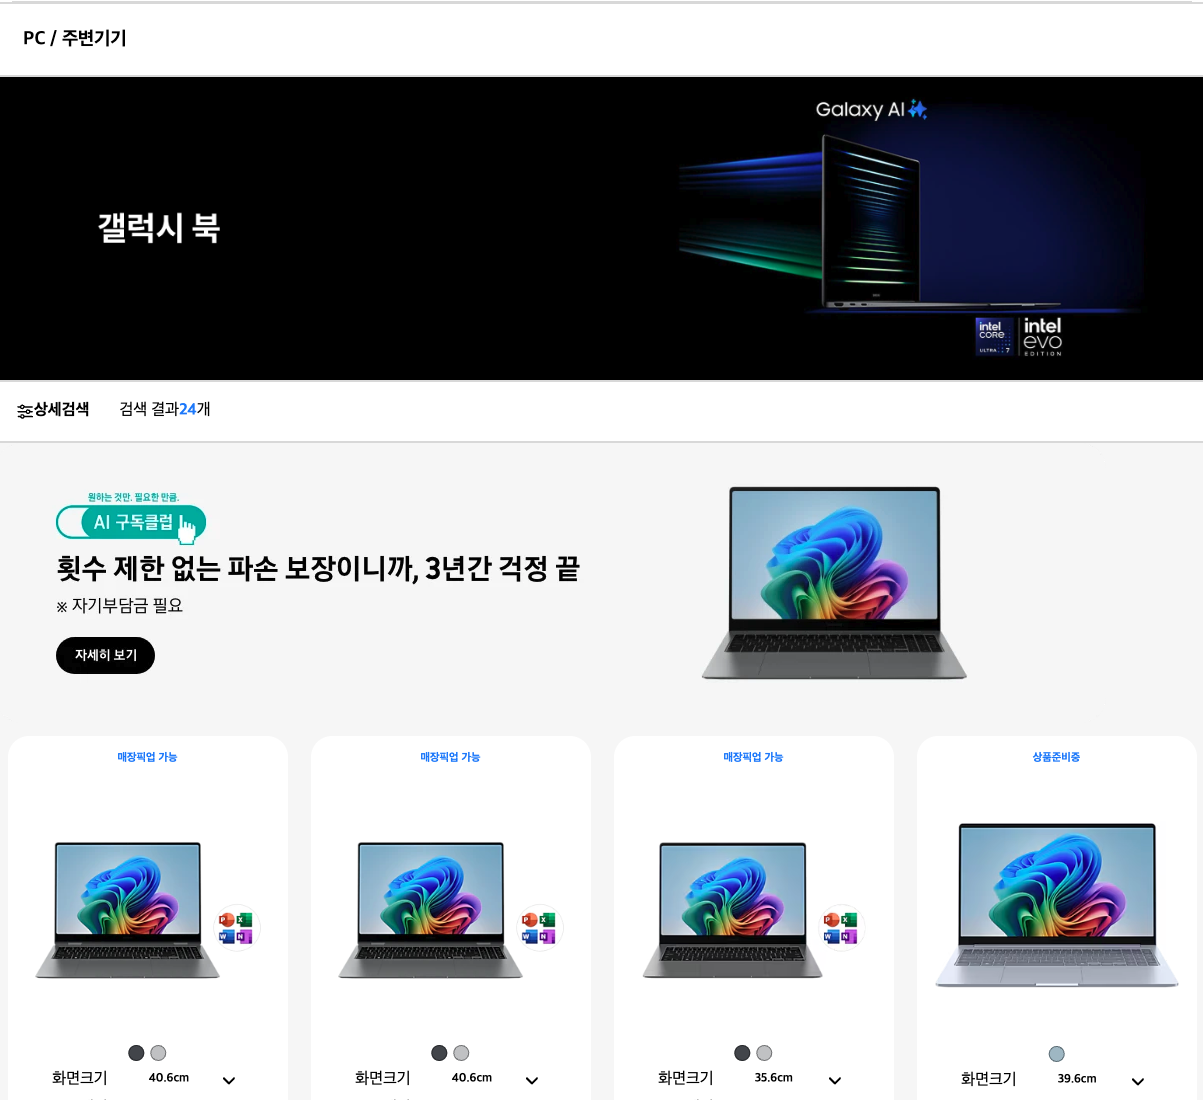 PC / 주변기기
Galaxy AI
갤럭시 북
intel CORE ULTRA 7
intel evo EDITION
상세검색 검색 결과24개
원하는 것만. 필요한 만큼.
AI 구독클럽
횟수 제한 없는 파손 보장이니까, 3년간 걱정 끝
※ 자기부담금 필요
자세히 보기
매장픽업 가능
매장픽업 가능
매장픽업 가능
상품준비중
P X
W N
P X
W N
P X
W N
화면크기 40.6cm
화면크기 40.6cm
화면크기 35.6cm
화면크기 39.6cm